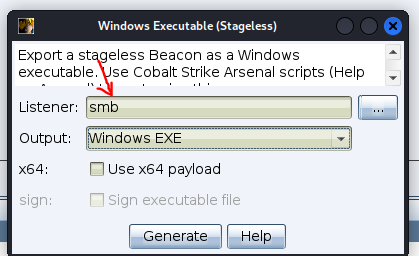 Windows Executable (Stageless)
Export a stageless Beacon as a Windows
executable. Use Cobalt Strike Arsenal scripts (Help
Listener: smb ...
Output: Windows EXE
x64: Use x64 payload
sign: Sign executable file
Generate Help